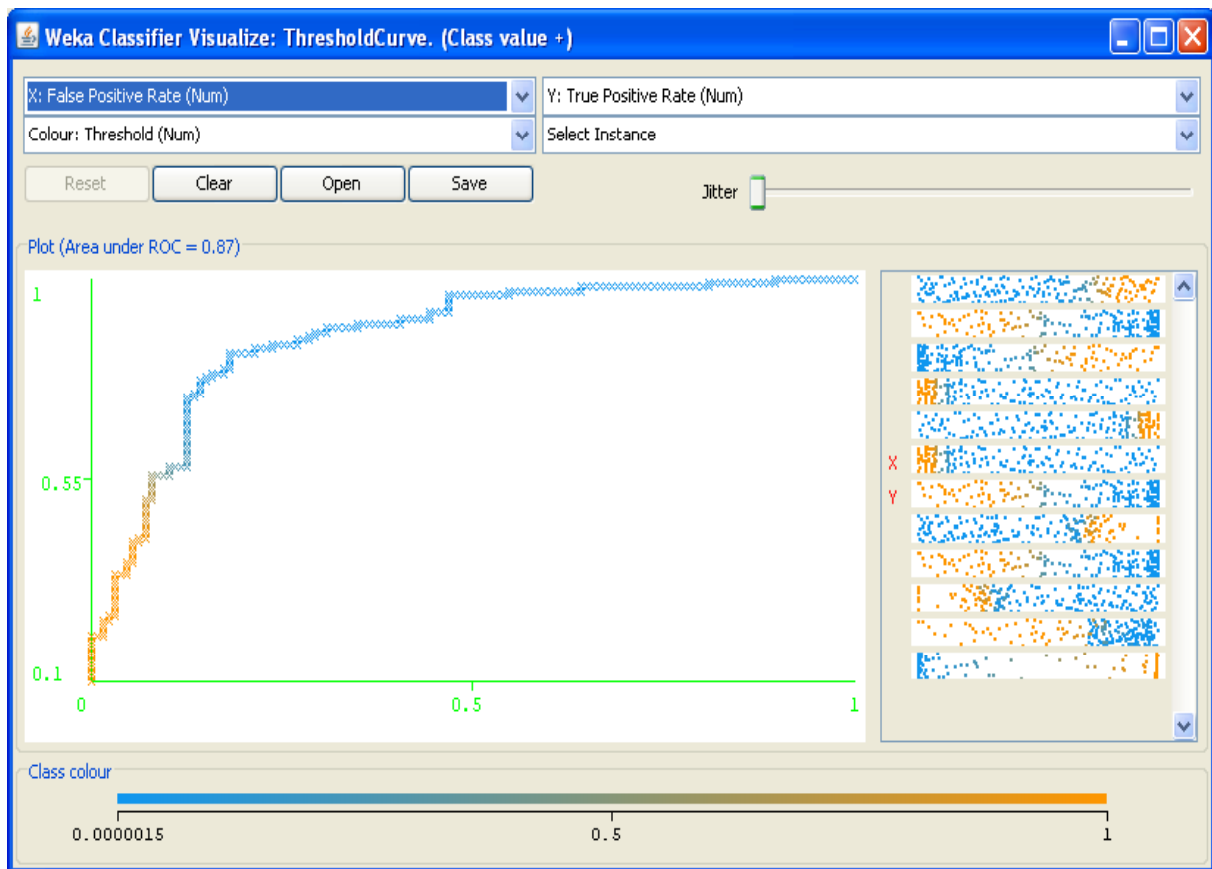 Weka Classifier Visualize: ThresholdCurve. (Class value +)
X: False Positive Rate (Num)
Y: True Positive Rate (Num)
Colour: Threshold (Num)
Select Instance
Reset
Clear
Open
Save
Jitter
Plot (Area under ROC = 0.87)
1
0.55
0.1
0
0.5
1
X
Y
Class colour
0.0000015
0.5
1